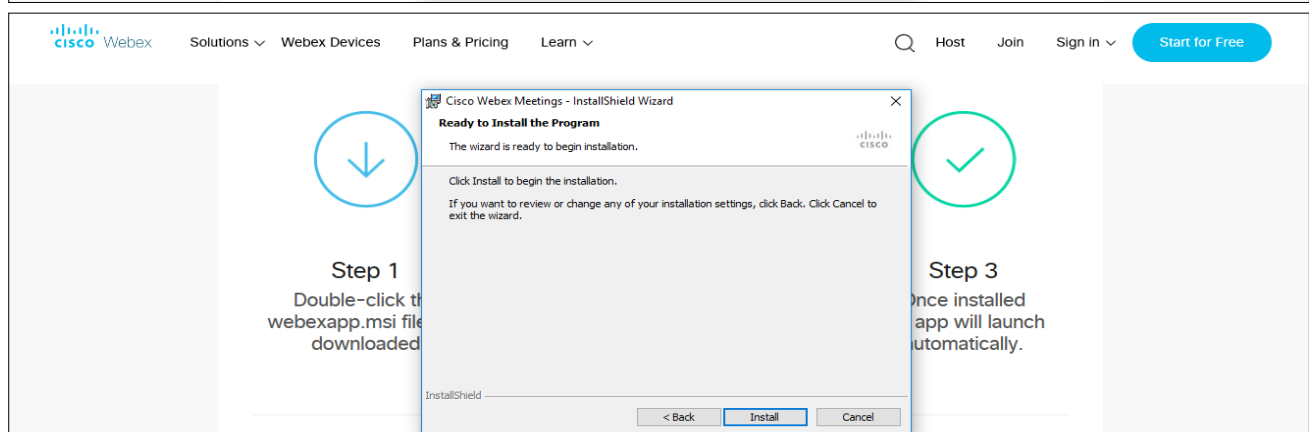 CISCO Webex Solutions Webex Devices Plans & Pricing Learn Host Join Sign in Start for Free
Cisco Webex Meetings - InstallShield Wizard
Ready to Install the Program
The wizard is ready to begin installation.
CISCO
Click Install to begin the installation.
If you want to review or change any of your installation settings, click Back. Click Cancel to
exit the wizard.
Step 1
Double-click
webexapp.msi
downloaded
Step 3
installed
app will launch
InstallShield
< Back Install Cancel